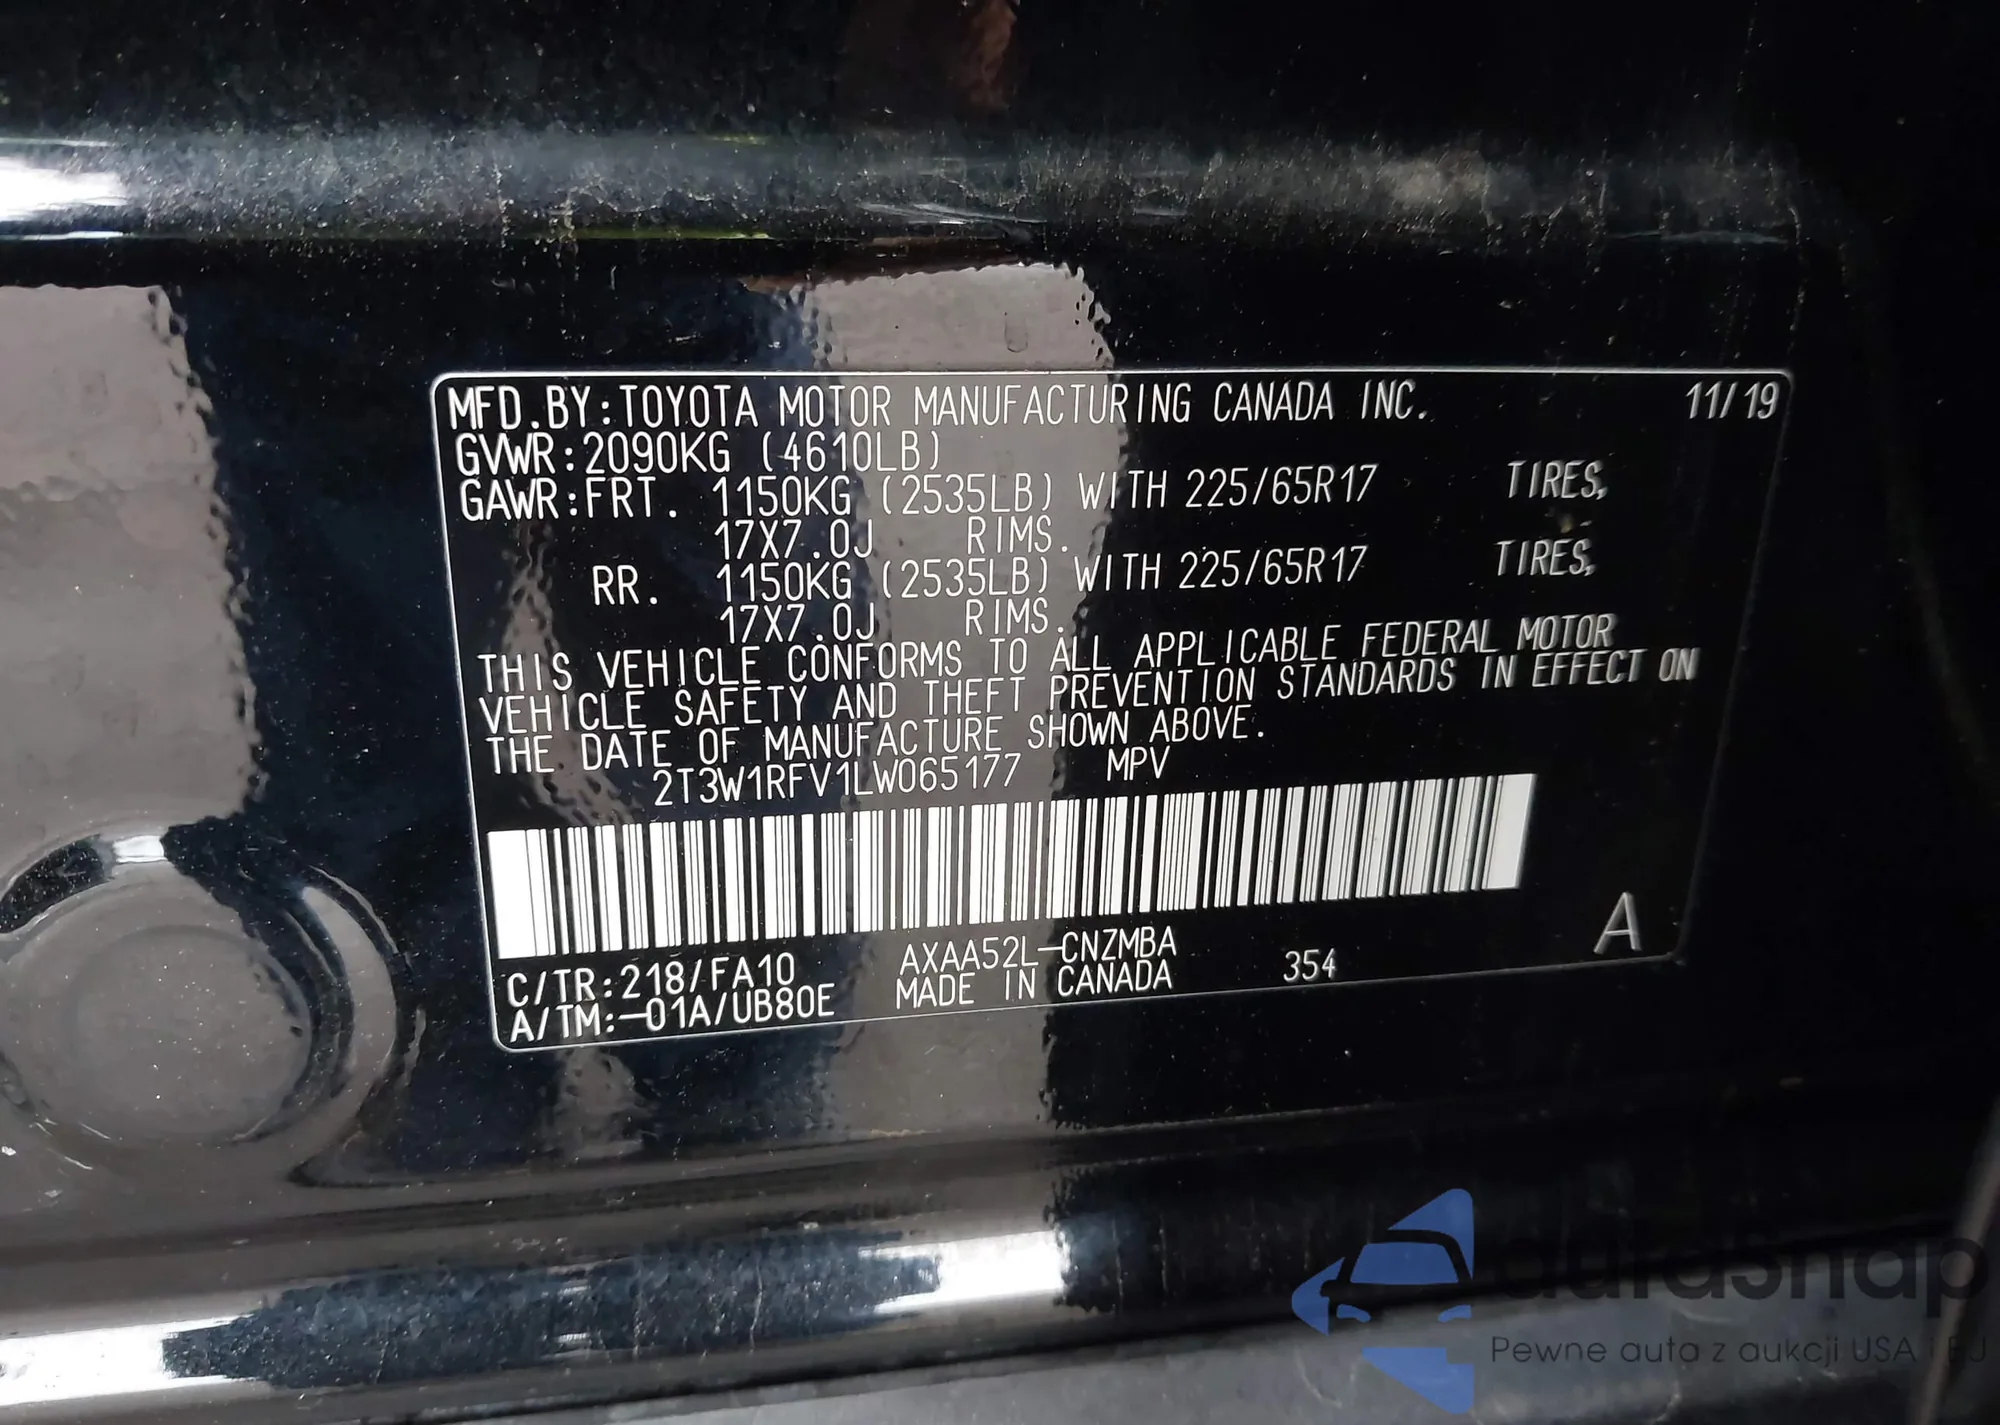 MFD.BY:TOYOTA MOTOR MANUFACTURING CANADA INC. 11/19
GVWR:2090KG (4610LB)
GAWR:FRT. 1150KG (2535LB) WITH 225/65R17 TIRES,
17X7.0J RIMS.
RR. 1150KG (2535LB) WITH 225/65R17 TIRES,
17X7.0J RIMS.
THIS VEHICLE CONFORMS TO ALL APPLICABLE FEDERAL MOTOR
VEHICLE SAFETY AND THEFT PREVENTION STANDARDS IN EFFECT ON
THE DATE OF MANUFACTURE SHOWN ABOVE.
2T3W1RFV1LW065177 MPV
A
C/TR:218/FA10 AXAA52L-CNZMBA 354
A/TM:-01A/UB80E MADE IN CANADA
autasnap
Pewne auta z aukcji USA i EU